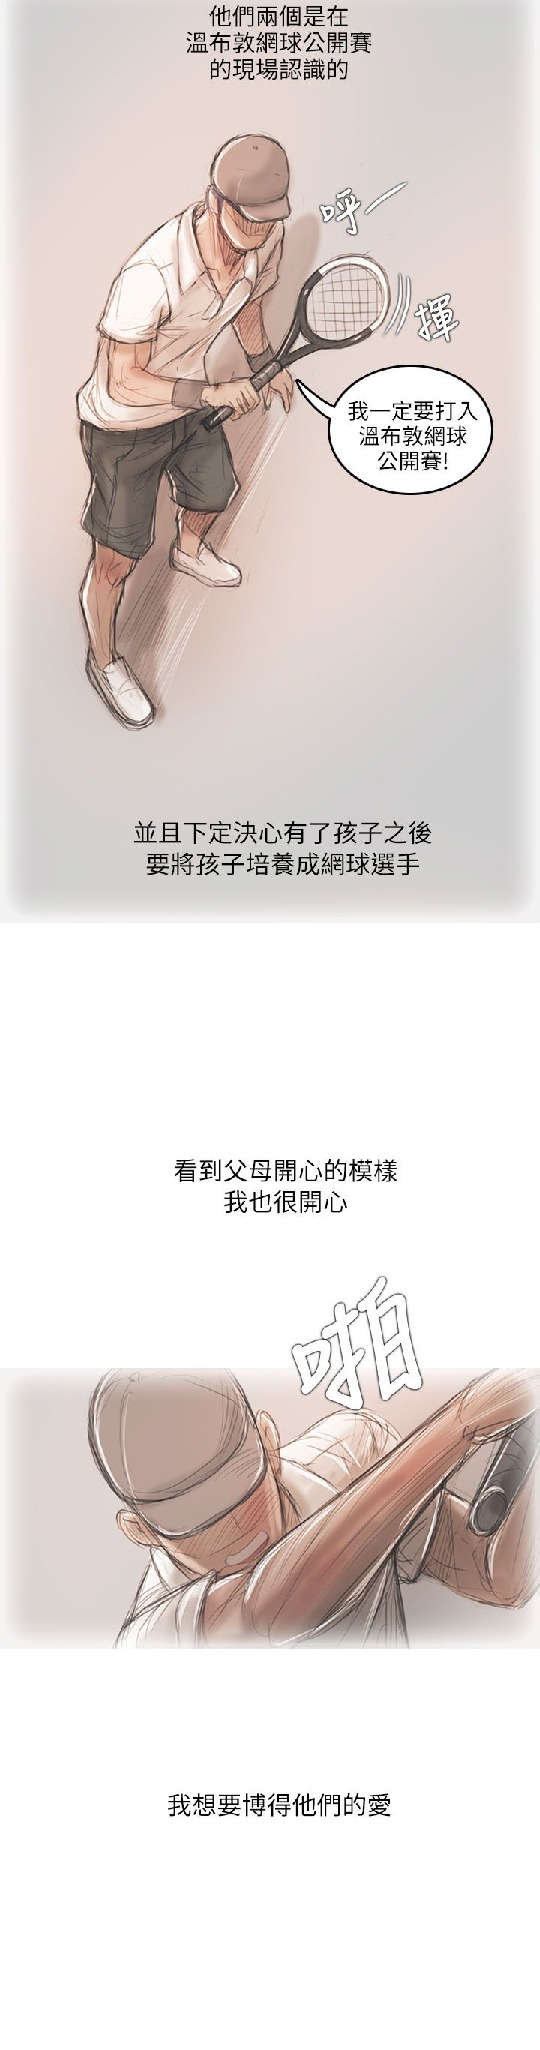 他們兩個是在
溫布敦網球公開賽
的現場認識的
呼—
揮
我一定要打入
溫布敦網球
公開賽!
並且下定決心有了孩子之後
要將孩子培養成網球選手
看到父母開心的模樣
我也很開心
啪
我想要博得他們的愛